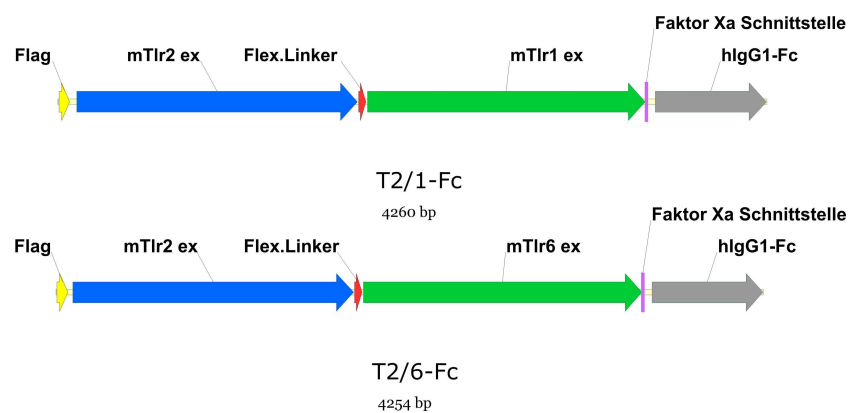 Faktor Xa Schnittstelle
Flag mTlr2 ex Flex.Linker mTlr1 ex hIgG1-Fc
T2/1-Fc
4260 bp
Faktor Xa Schnittstelle
Flag mTlr2 ex Flex.Linker mTlr6 ex hIgG1-Fc
T2/6-Fc
4254 bp